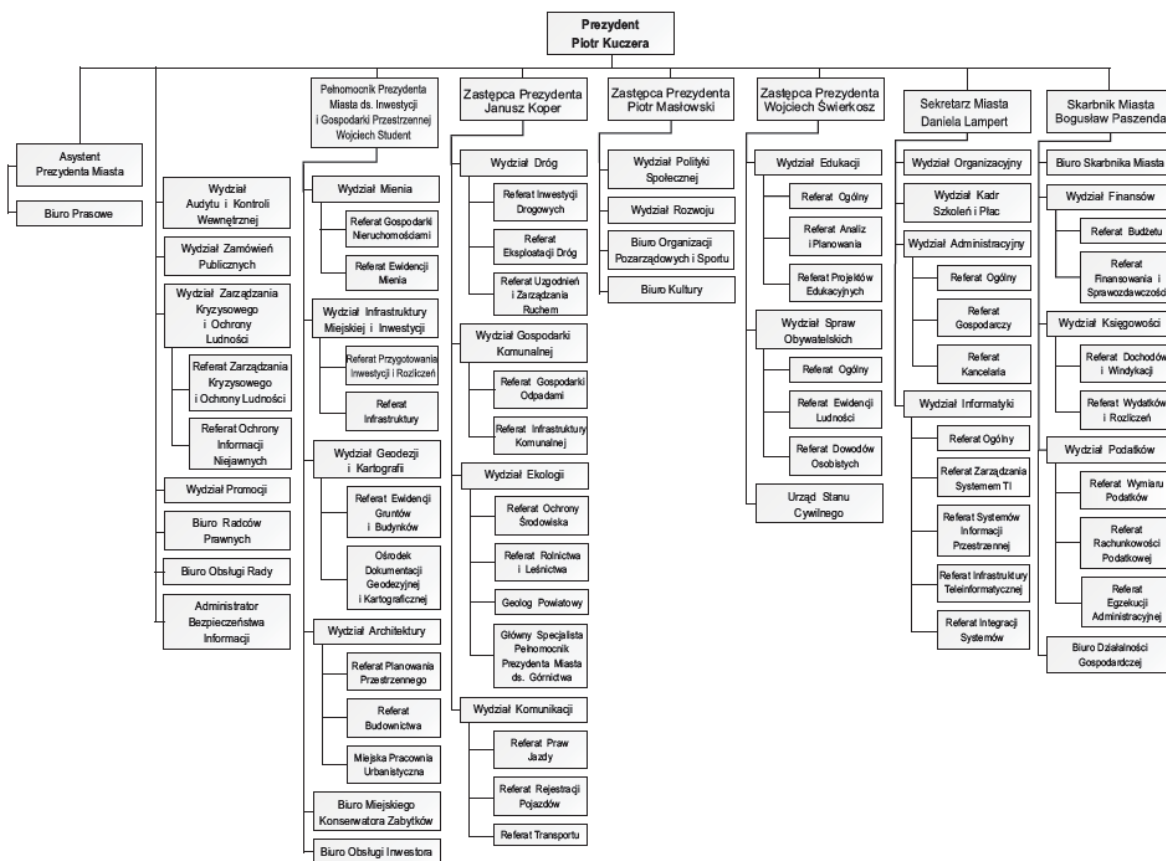 Prezydent
Piotr Kuczera
Asystent
Prezydenta Miasta
Biuro Prasowe
Wydział
Audytu i Kontroli
Wewnętrznej
Wydział Zamówień
Publicznych
Wydział Zarządzania
Kryzysowego
i Ochrony
Ludności
Referat Zarządzania
Kryzysowego
i Ochrony Ludności
Referat Ochrony
Informacji
Niejawnych
Wydział Promocji
Biuro Radców
Prawnych
Biuro Obsługi Rady
Administrator
Bezpieczeństwa
Informacji
Pełnomocnik Prezydenta
Miasta ds. Inwestycji
i Gospodarki Przestrzennej
Wojciech Student
Wydział Mienia
Referat Gospodarki
Nieruchomościami
Referat Ewidencji
Mienia
Wydział Infrastruktury
Miejskiej i Inwestycji
Referat Przygotowania
Inwestycji i Rozliczeń
Referat
Infrastruktury
Wydział Geodezji
i Kartografii
Referat Ewidencji
Gruntów
i Budynków
Ośrodek
Dokumentacji
Geodezyjnej
i Kartograficznej
Wydział Architektury
Referat Planowania
Przestrzennego
Referat
Budownictwa
Miejska Pracownia
Urbanistyczna
Biuro Miejskiego
Konserwatora Zabytków
Biuro Obsługi Inwestora
Zastępca Prezydenta
Janusz Koper
Wydział Dróg
Referat Inwestycji
Drogowych
Referat
Eksploatacji Dróg
Referat Uzgodnień
i Zarządzania
Ruchem
Wydział Gospodarki
Komunalnej
Referat Gospodarki
Odpadami
Referat Infrastruktury
Komunalnej
Wydział Ekologii
Referat Ochrony
Środowiska
Referat Rolnictwa
i Leśnictwa
Geolog Powiatowy
Główny Specjalista
Pełnomocnik
Prezydenta Miasta
ds. Górnictwa
Wydział Komunikacji
Referat Praw
Jazdy
Referat Rejestracji
Pojazdów
Referat Transportu
Zastępca Prezydenta
Piotr Masłowski
Wydział Polityki
Społecznej
Wydział Rozwoju
Biuro Organizacji
Pozarządowych i Sportu
Biuro Kultury
Zastępca Prezydenta
Wojciech Świerkosz
Wydział Edukacji
Referat Ogólny
Referat Analiz
i Planowania
Referat Projektów
Edukacyjnych
Wydział Spraw
Obywatelskich
Referat Ogólny
Referat Ewidencji
Ludności
Referat Dowodów
Osobistych
Urząd Stanu
Cywilnego
Sekretarz Miasta
Daniela Lampert
Wydział Organizacyjny
Wydział Kadr
Szkoleń i Płac
Wydział Administracyjny
Referat Ogólny
Referat
Gospodarczy
Referat
Kancelaria
Wydział Informatyki
Referat Ogólny
Referat Zarządzania
Systemem TI
Referat Systemów
Informacji
Przestrzennej
Referat Infrastruktury
Teleinformatycznej
Referat Integracji
Systemów
Skarbnik Miasta
Bogusław Paszenda
Biuro Skarbnika Miasta
Wydział Finansów
Referat Budżetu
Referat
Finansowania i
Sprawozdawczości
Wydział Księgowości
Referat Dochodów
i Windykacji
Referat Wydatków
i Rozliczeń
Wydział Podatków
Referat Wymiaru
Podatków
Referat
Rachunkowości
Podatkowej
Referat
Egzekucji
Administracyjnej
Biuro Działalności
Gospodardczej